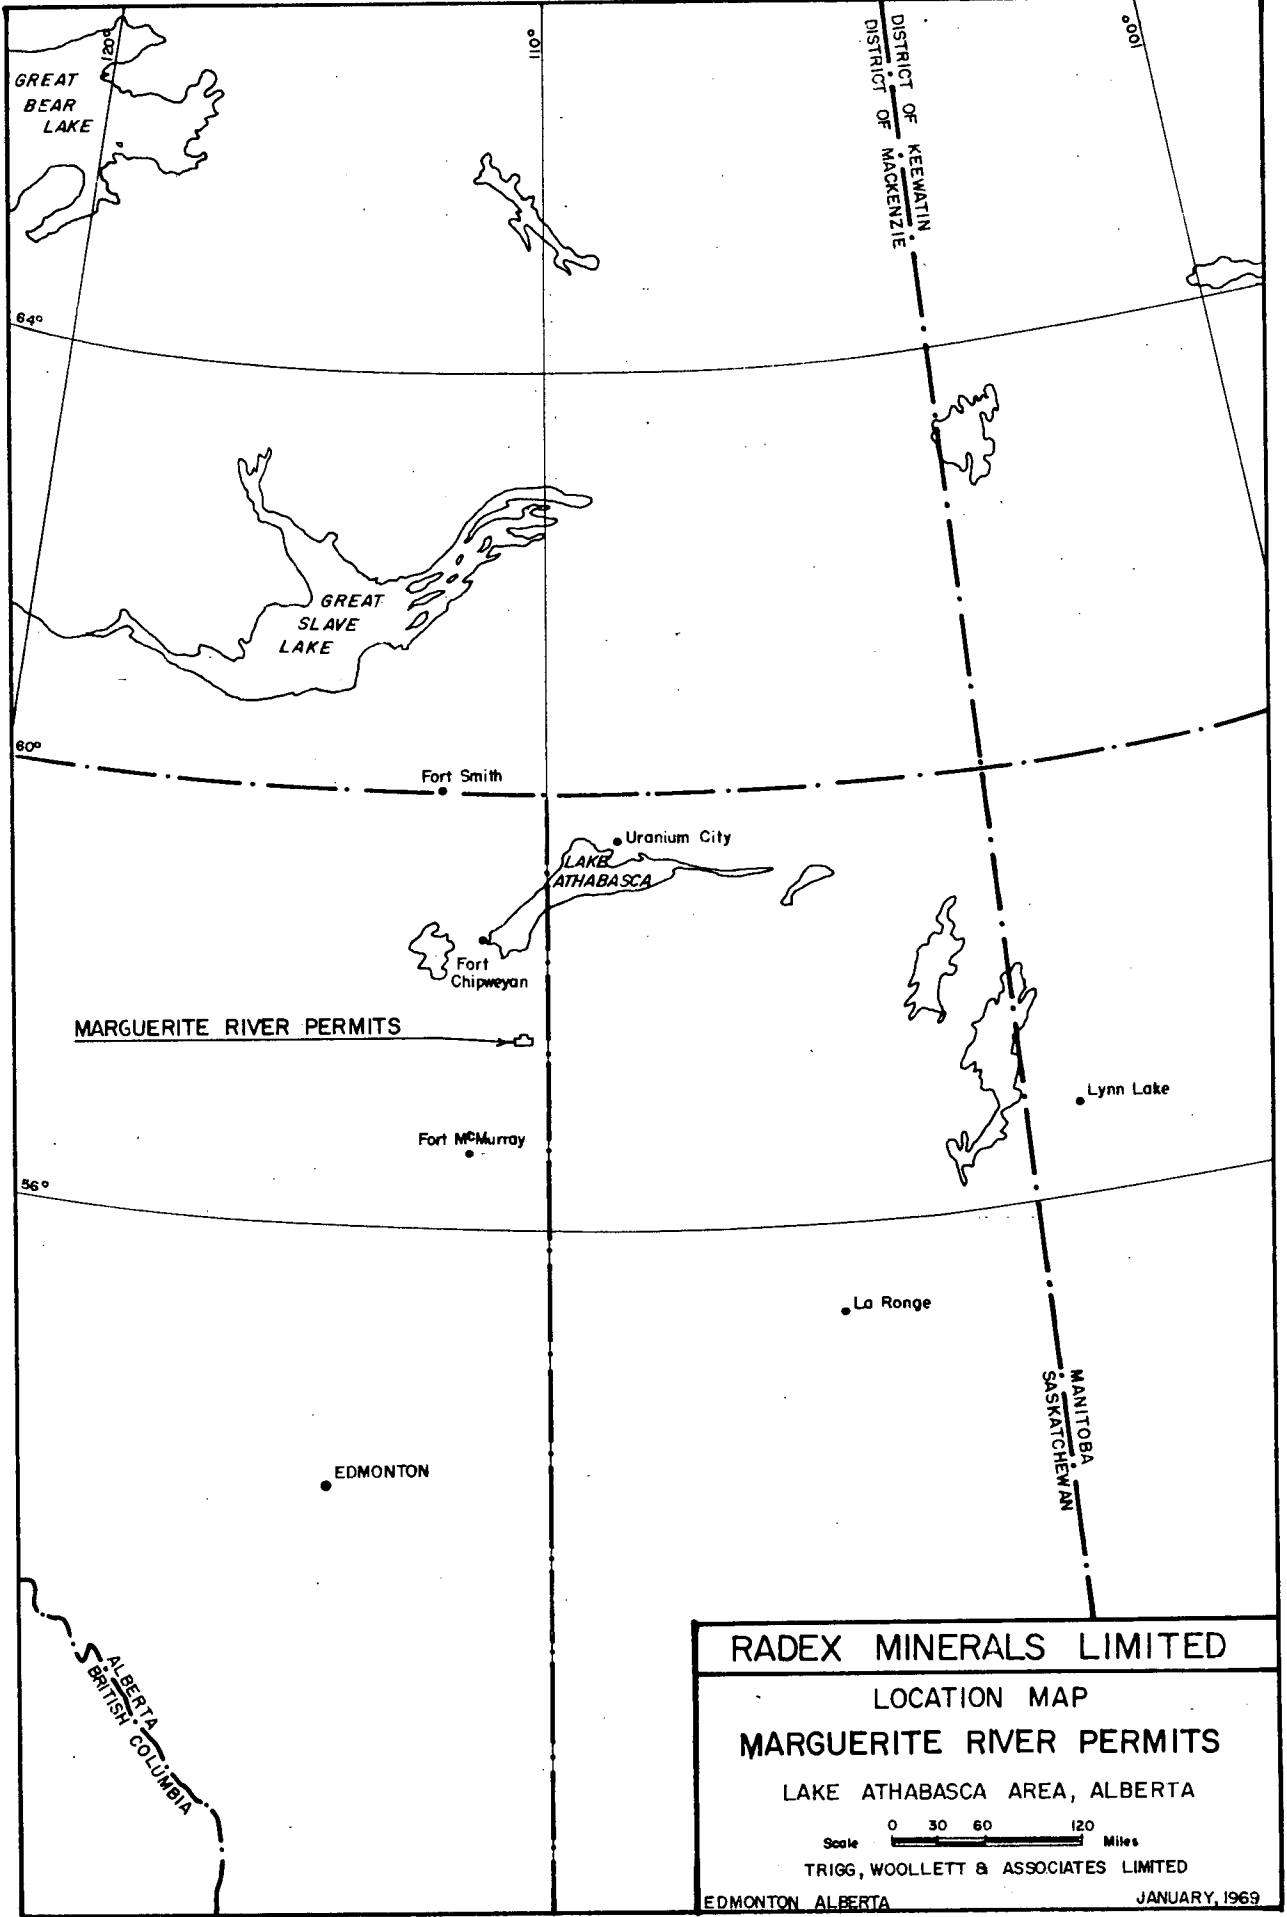 120°
110°
100°
GREAT
BEAR
LAKE
DISTRICT OF KEEWATIN
DISTRICT OF MACKENZIE
64°
GREAT
SLAVE
LAKE
60°
Fort Smith
Uranium City
LAKE
ATHABASCA
Fort
Chipweyan
MARGUERITE RIVER PERMITS
Lynn Lake
Fort McMurray
56°
La Ronge
MANITOBA
SASKATCHEWAN
EDMONTON
ALBERTA
BRITISH COLUMBIA
RADEX MINERALS LIMITED
LOCATION MAP
MARGUERITE RIVER PERMITS
LAKE ATHABASCA AREA, ALBERTA
0 30 60 120
Scale Miles
TRIGG, WOOLLETT & ASSOCIATES LIMITED
EDMONTON ALBERTA JANUARY, 1969